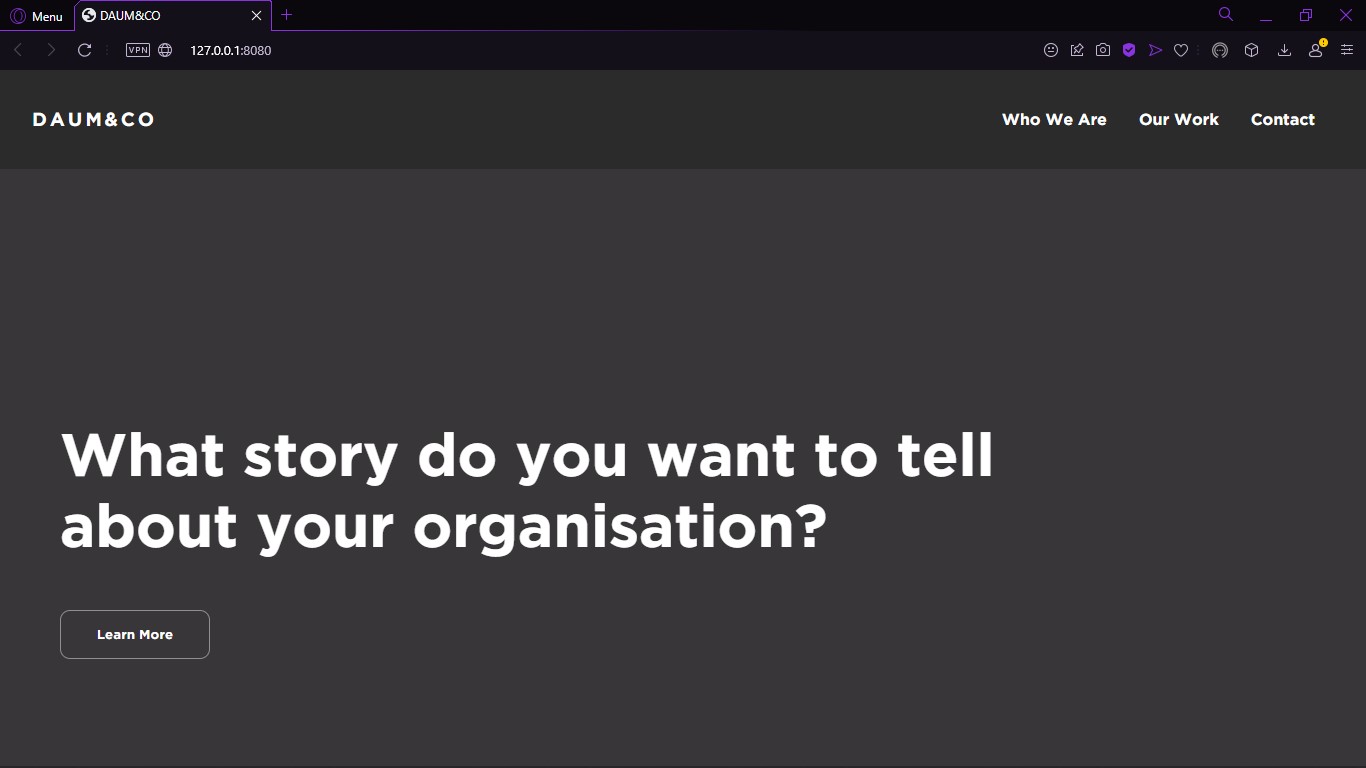 Menu
DAUM&CO
VPN
127.0.0.1:8080
DAUM&CO
Who We Are
Our Work
Contact
What story do you want to tell
about your organisation?
Learn More